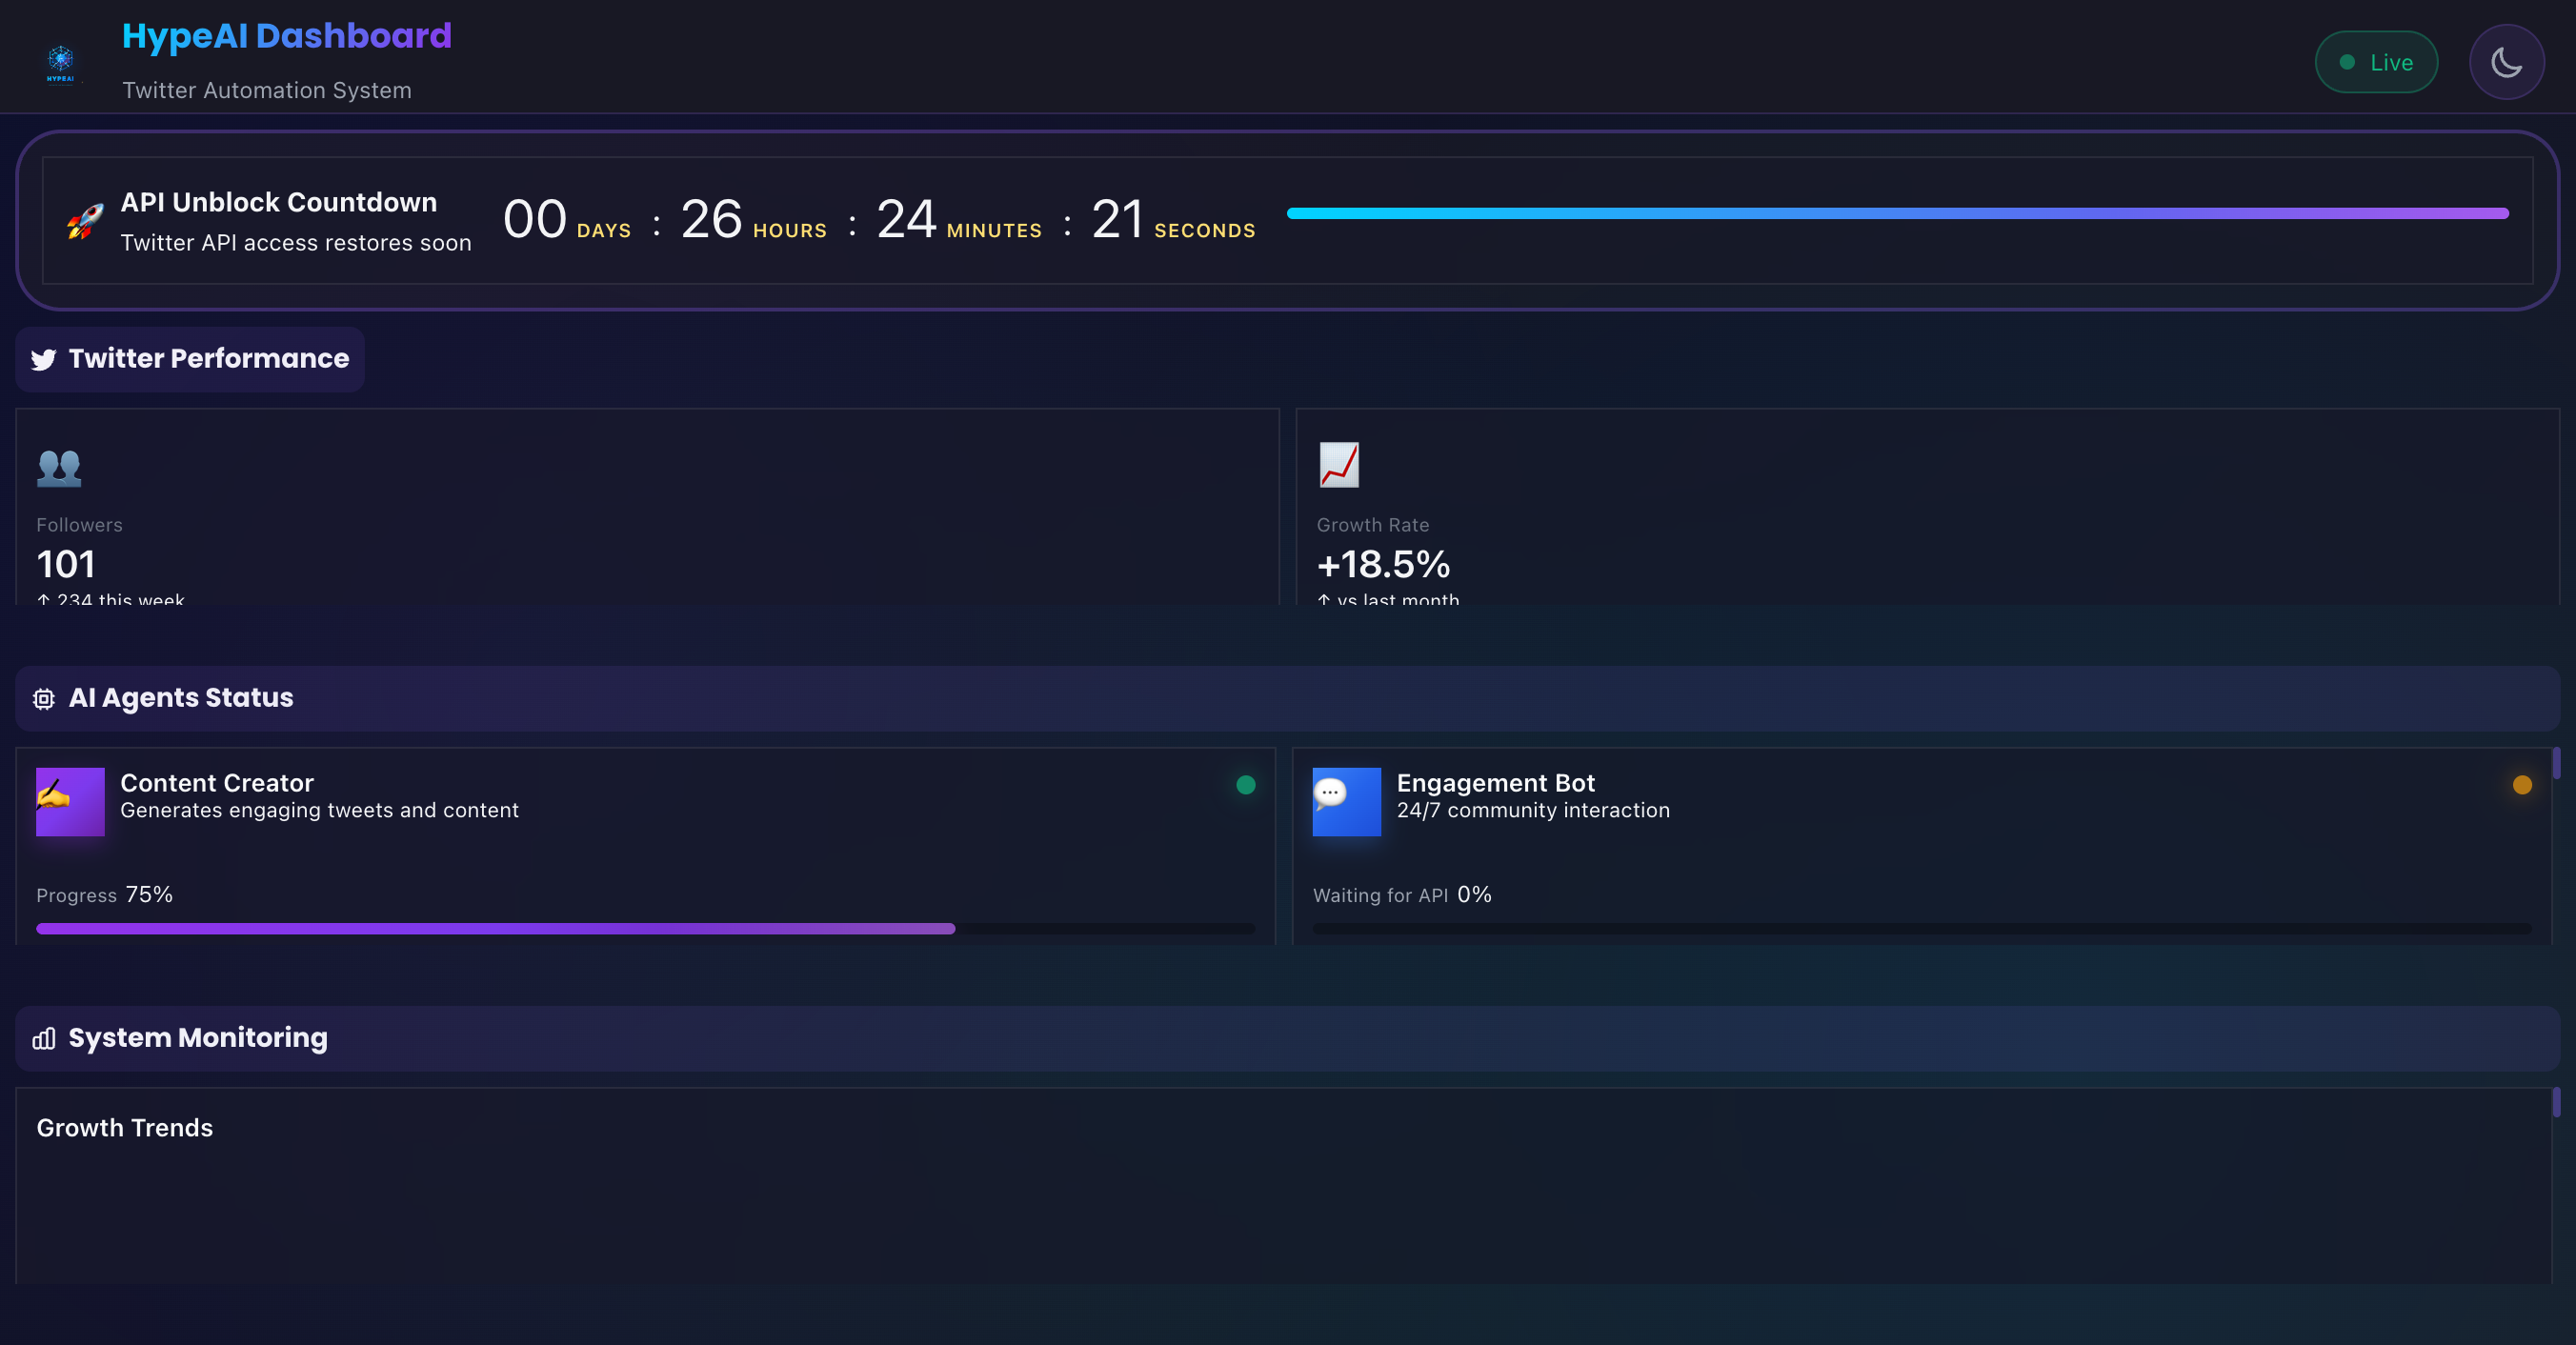 HypeAI Dashboard
HYPEAI
Twitter Automation System
Live
API Unblock Countdown
Twitter API access restores soon
00 DAYS : 26 HOURS : 24 MINUTES : 21 SECONDS
Twitter Performance
Followers
101
↑ 234 this week
Growth Rate
+18.5%
↑ vs last month
AI Agents Status
Content Creator
Generates engaging tweets and content
Progress 75%
Engagement Bot
24/7 community interaction
Waiting for API 0%
System Monitoring
Growth Trends